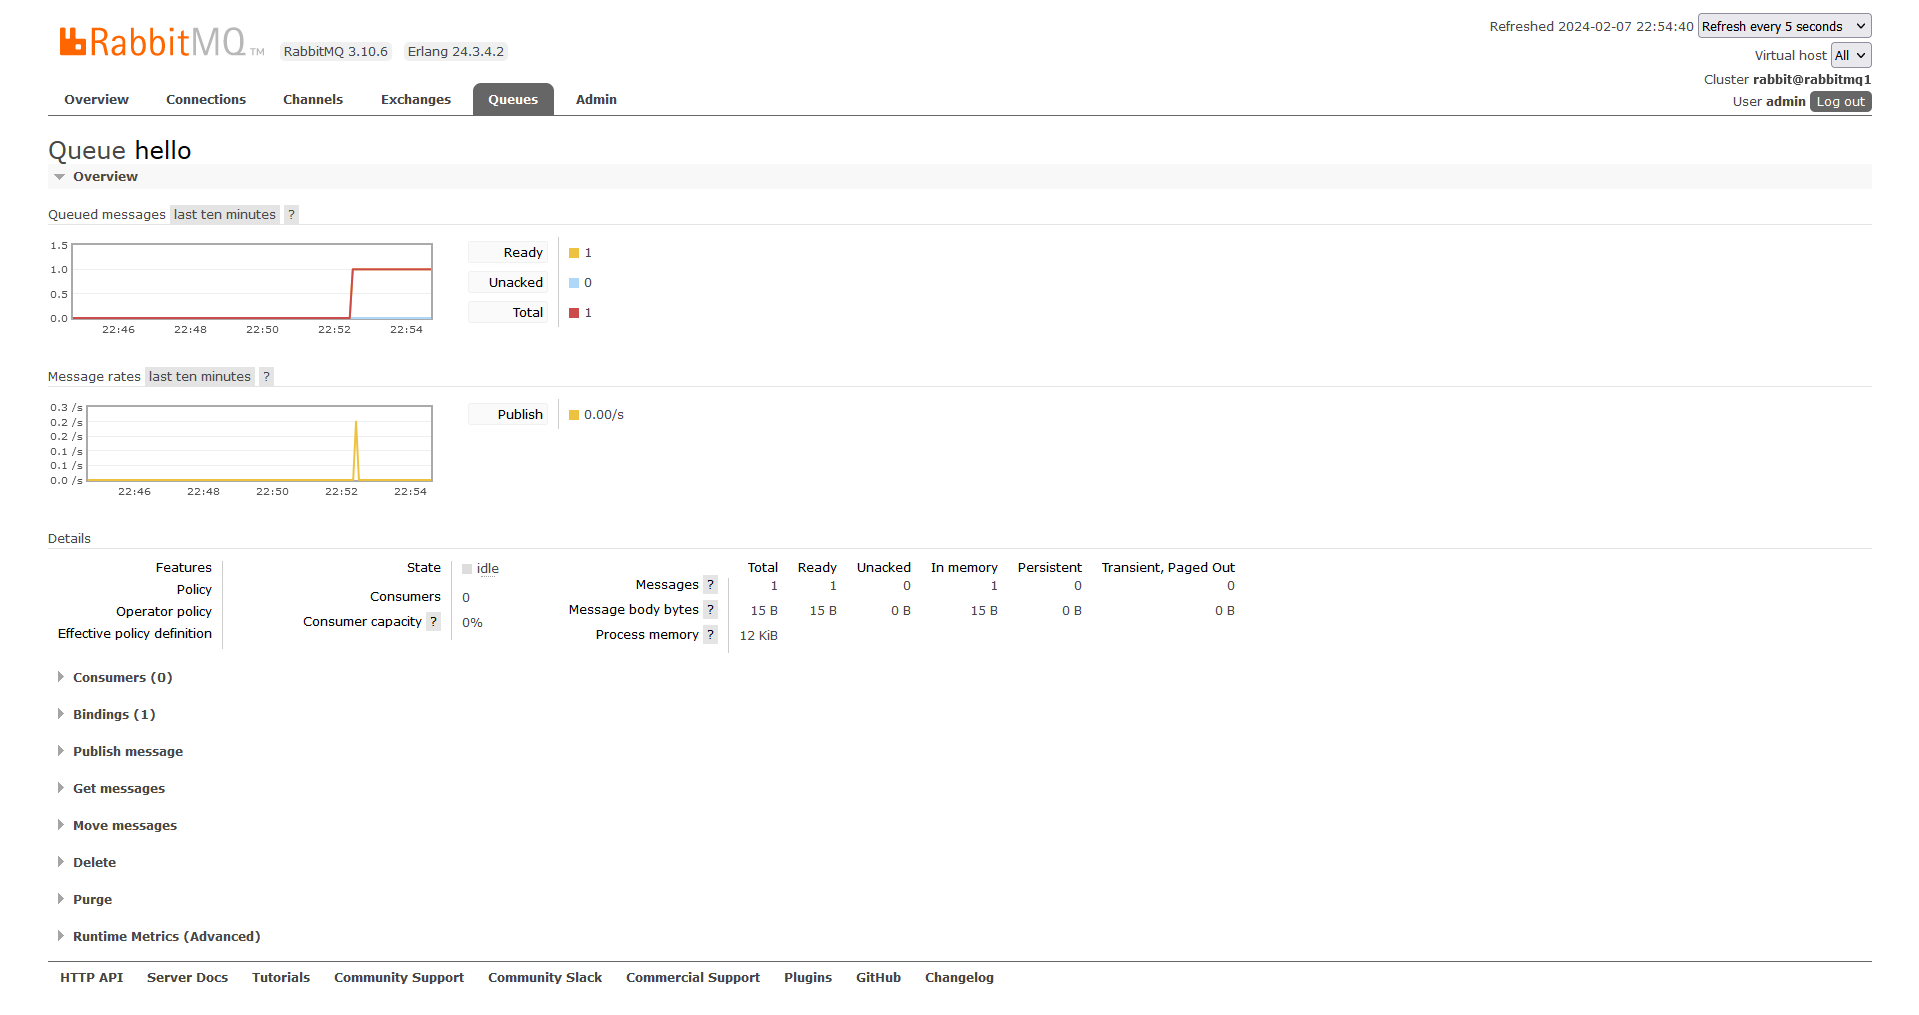 RabbitMQ TM RabbitMQ 3.10.6 Erlang 24.3.4.2
Refreshed 2024-02-07 22:54:40 Refresh every 5 seconds
Virtual host All
Cluster rabbit@rabbitmq1
User admin Log out
Overview Connections Channels Exchanges Queues Admin
Queue hello
Overview
Queued messages last ten minutes ?
1.5
1.0
0.5
0.0
22:46 22:48 22:50 22:52 22:54
Ready 1
Unacked 0
Total 1
Message rates last ten minutes ?
0.3 /s
0.2 /s
0.2 /s
0.1 /s
0.1 /s
0.0 /s
22:46 22:48 22:50 22:52 22:54
Publish 0.00/s
Details
Features
Policy
Operator policy
Effective policy definition
State idle
Consumers 0
Consumer capacity ? 0%
Total Ready Unacked In memory Persistent Transient, Paged Out
Messages ? 1 1 0 1 0 0
Message body bytes ? 15 B 15 B 0 B 15 B 0 B 0 B
Process memory ? 12 KiB
Consumers (0)
Bindings (1)
Publish message
Get messages
Move messages
Delete
Purge
Runtime Metrics (Advanced)
HTTP API Server Docs Tutorials Community Support Community Slack Commercial Support Plugins GitHub Changelog